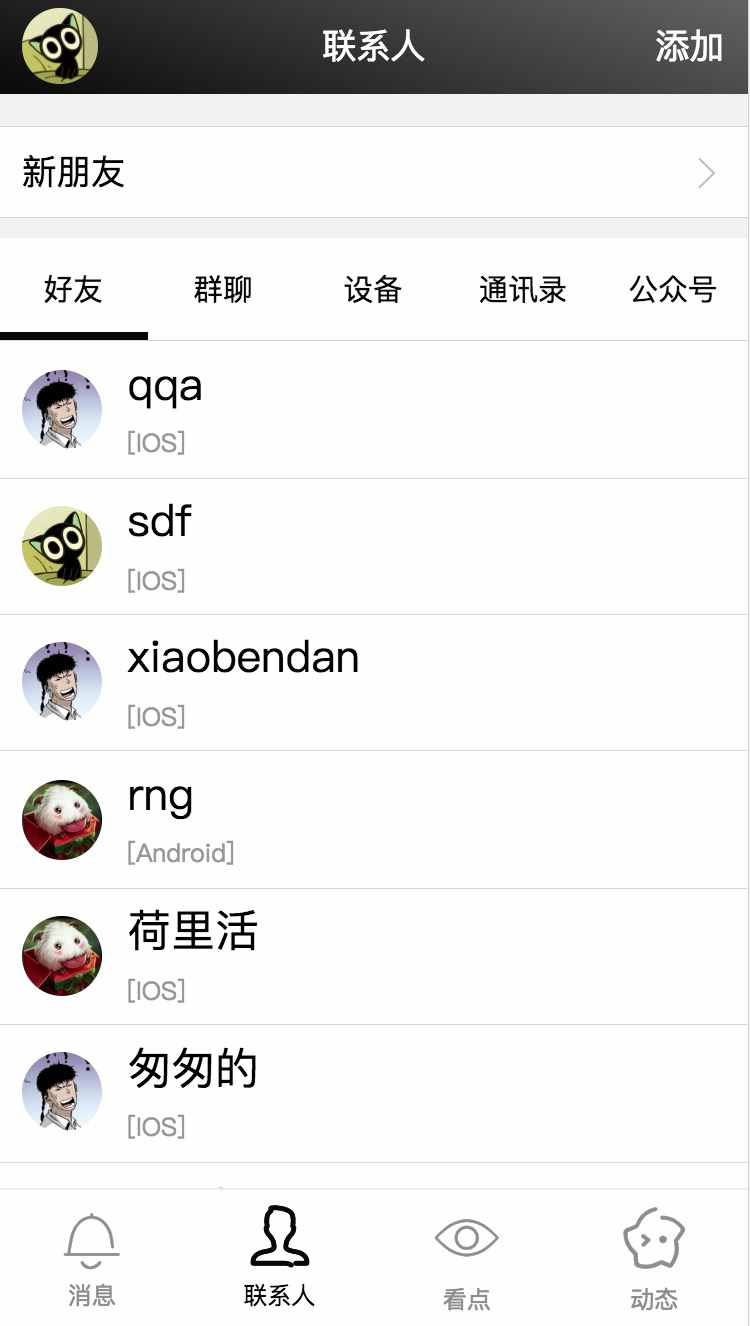 联系人 添加
新朋友
好友 群聊 设备 通讯录 公众号
qqa
[IOS]
sdf
[IOS]
xiaobendan
[IOS]
rng
[Android]
荷里活
[IOS]
匆匆的
[IOS]
消息 联系人 看点 动态